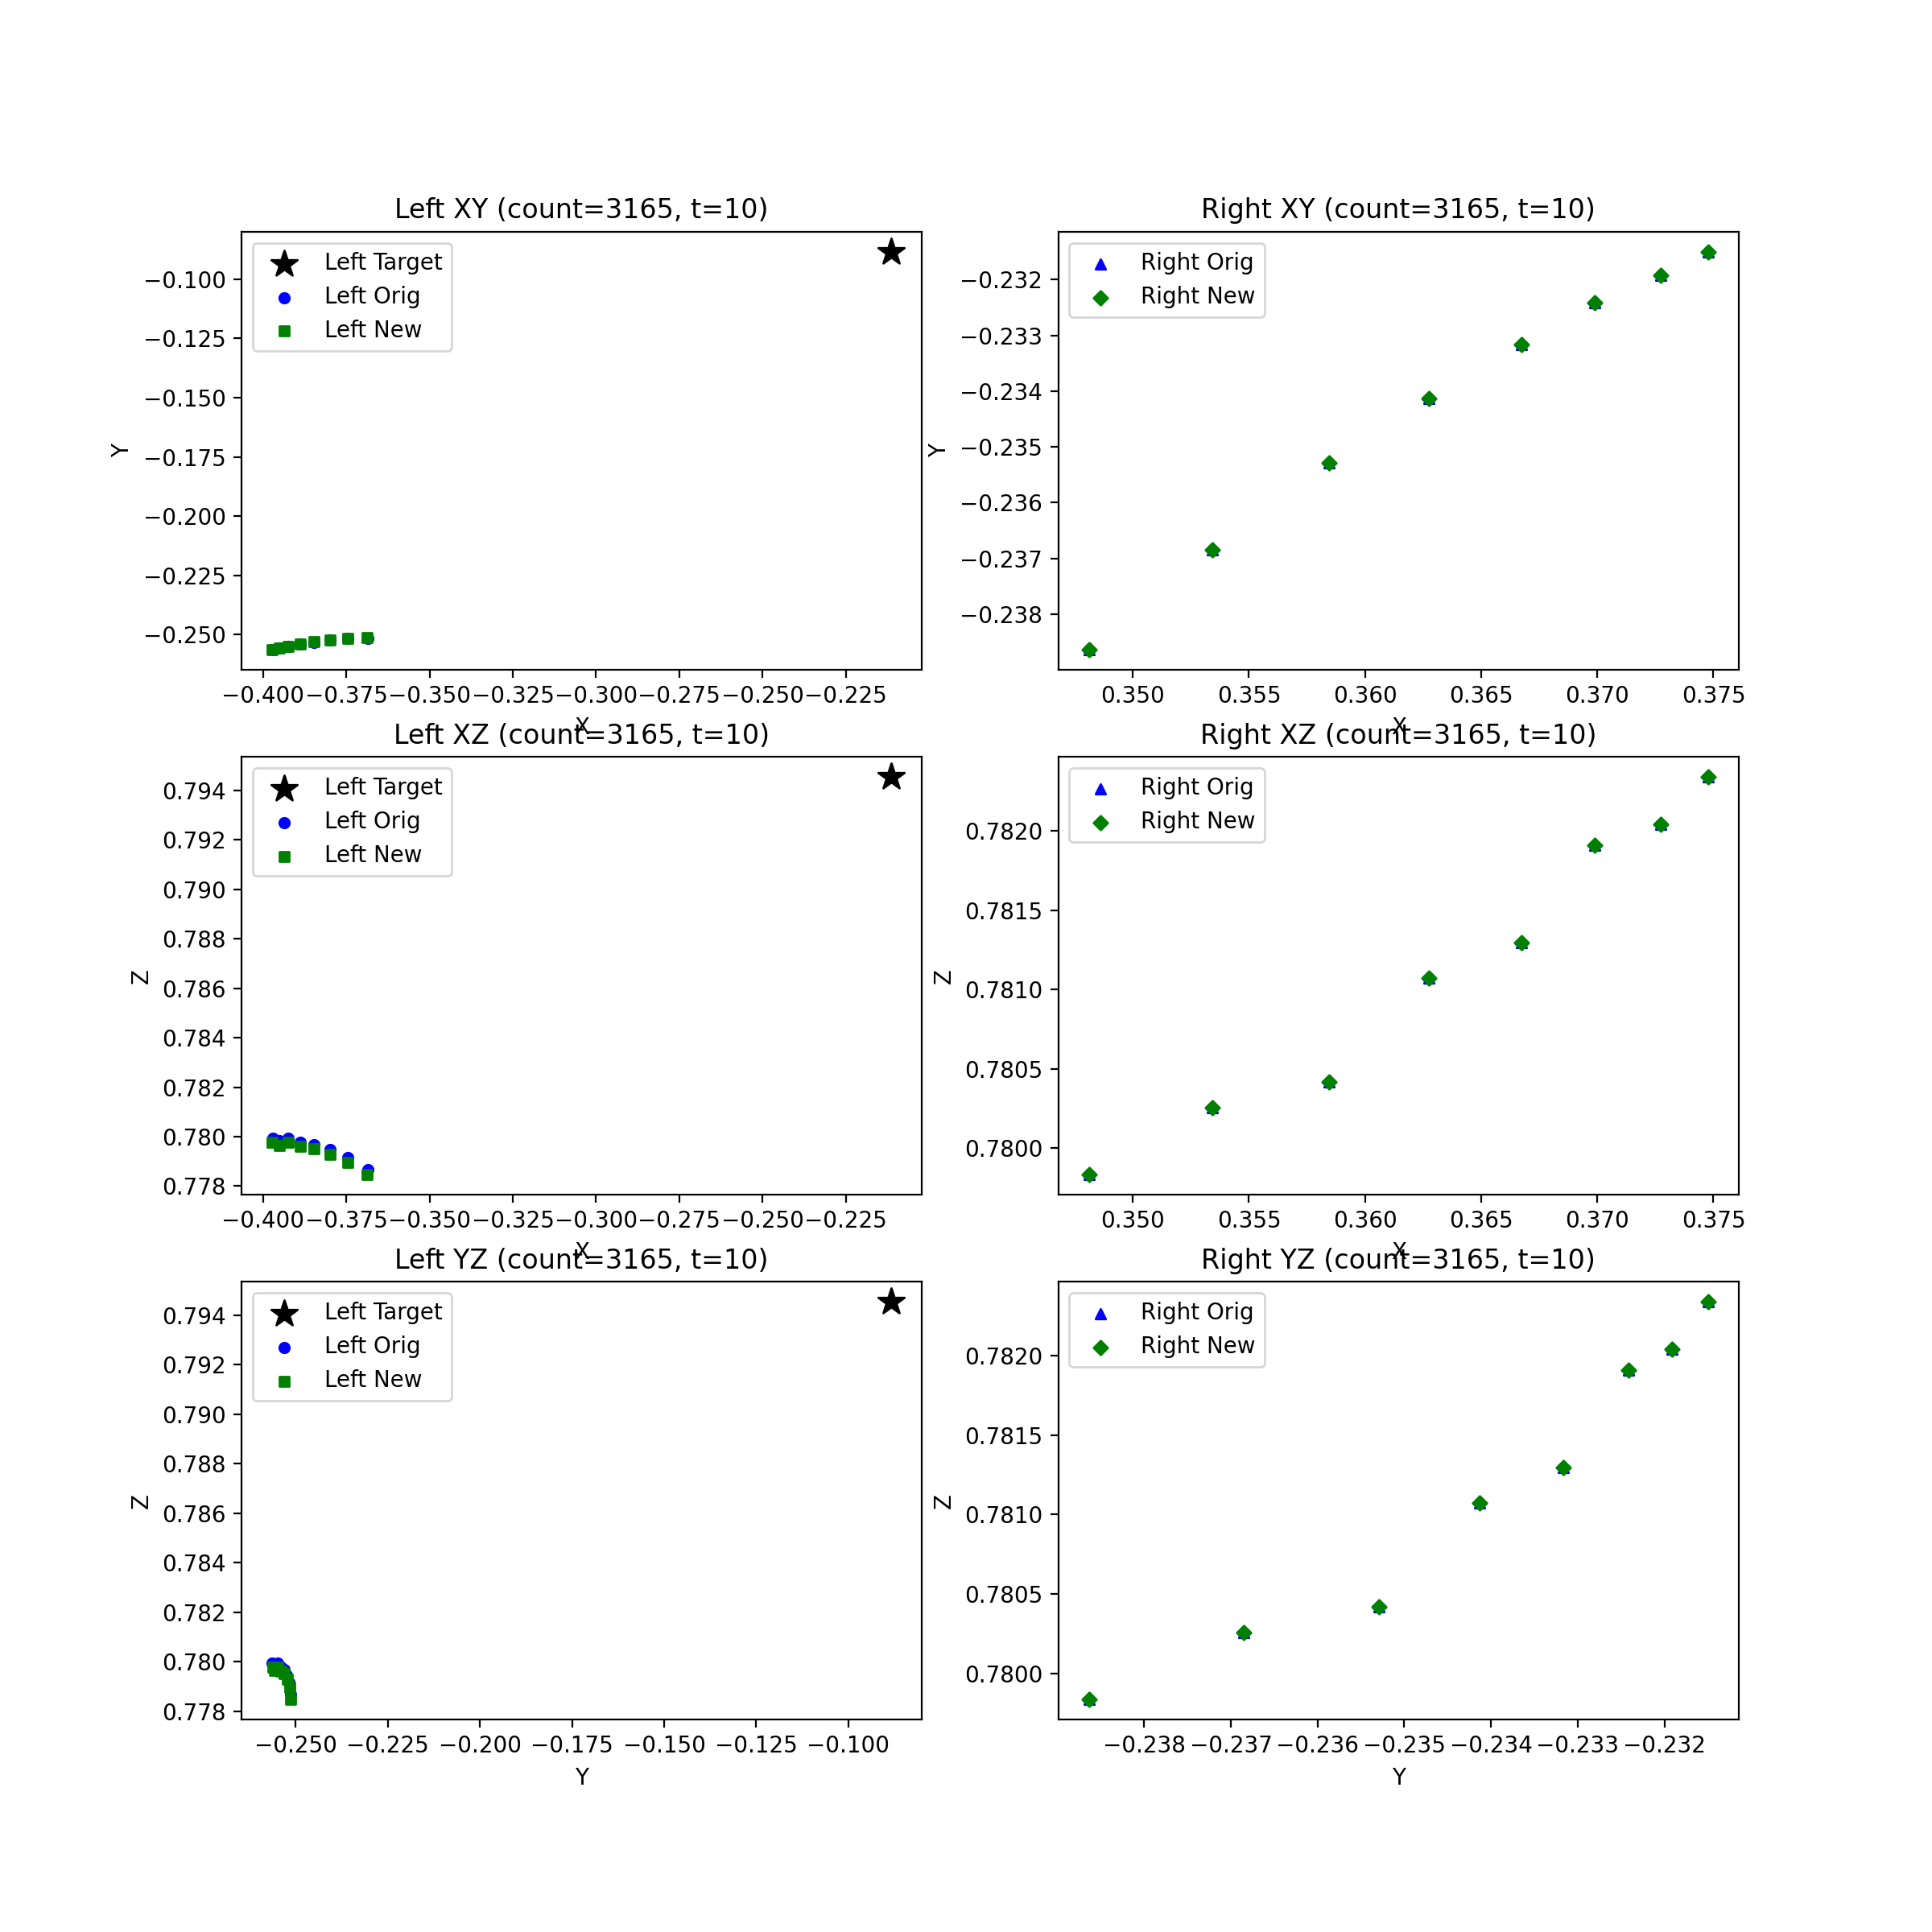 Left XY (count=3165, t=10)
Left Target
Left Orig
Left New
−0.100
−0.125
−0.150
−0.175
−0.200
−0.225
−0.250
Y
−0.400 −0.375 −0.350 −0.325 −0.300 −0.275 −0.250 −0.225
X
Right XY (count=3165, t=10)
Right Orig
Right New
−0.232
−0.233
−0.234
−0.235
−0.236
−0.237
−0.238
Y
0.350 0.355 0.360 0.365 0.370 0.375
X
Left XZ (count=3165, t=10)
Left Target
Left Orig
Left New
0.794
0.792
0.790
0.788
0.786
0.784
0.782
0.780
0.778
Z
−0.400 −0.375 −0.350 −0.325 −0.300 −0.275 −0.250 −0.225
X
Right XZ (count=3165, t=10)
Right Orig
Right New
0.7820
0.7815
0.7810
0.7805
0.7800
Z
0.350 0.355 0.360 0.365 0.370 0.375
X
Left YZ (count=3165, t=10)
Left Target
Left Orig
Left New
0.794
0.792
0.790
0.788
0.786
0.784
0.782
0.780
0.778
Z
−0.250 −0.225 −0.200 −0.175 −0.150 −0.125 −0.100
Y
Right YZ (count=3165, t=10)
Right Orig
Right New
0.7820
0.7815
0.7810
0.7805
0.7800
Z
−0.238 −0.237 −0.236 −0.235 −0.234 −0.233 −0.232
Y